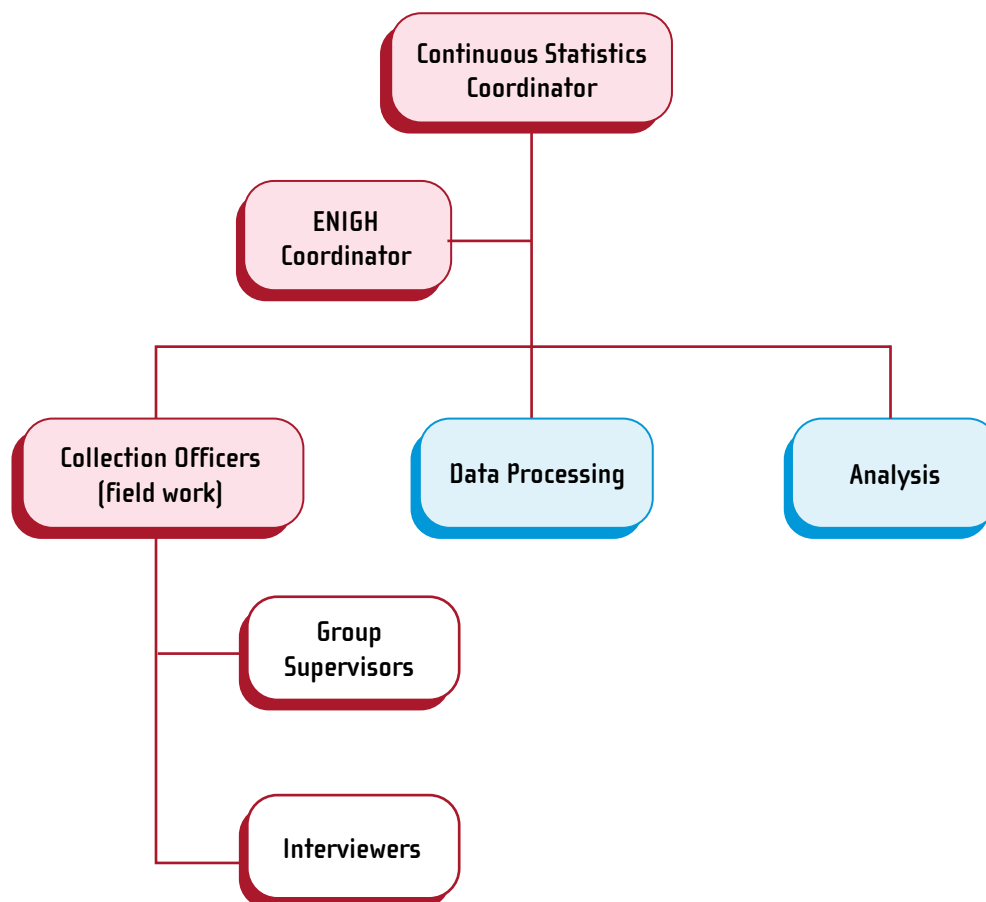 Continuous Statistics
Coordinator
ENIGH
Coordinator
Collection Officers
(field work)
Data Processing
Analysis
Group
Supervisors
Interviewers